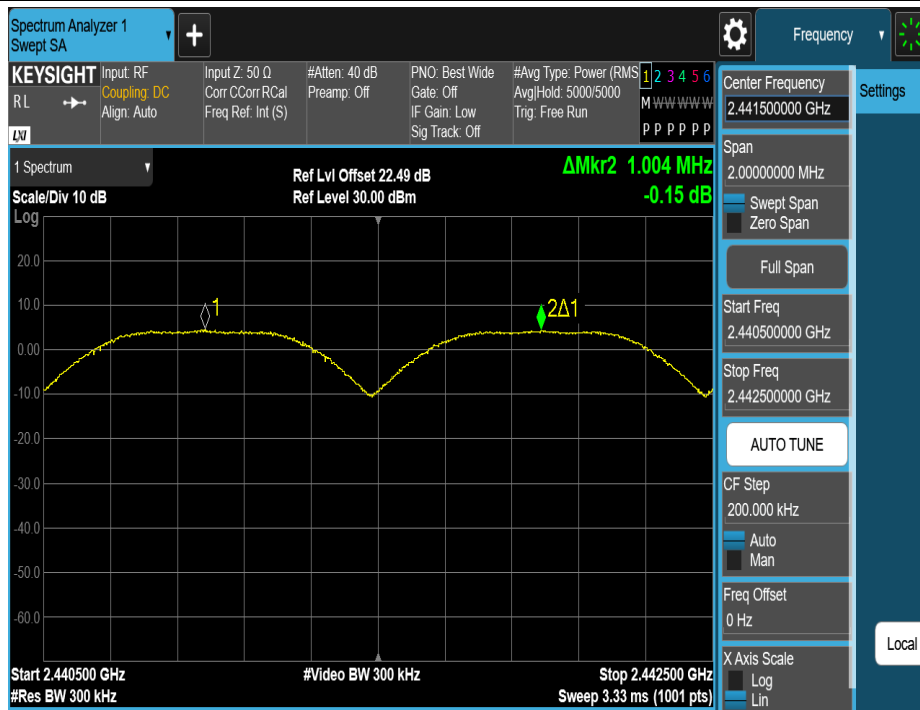 Spectrum Analyzer 1
Swept SA
+
Frequency
KEYSIGHT
RL
LXI
Input: RF
Coupling: DC
Align: Auto
Input Z: 50 Ω
Corr CCorr RCal
Freq Ref: Int (S)
#Atten: 40 dB
Preamp: Off
PNO: Best Wide
Gate: Off
IF Gain: Low
Sig Track: Off
#Avg Type: Power (RMS
Avg|Hold: 5000/5000
Trig: Free Run
1 2 3 4 5 6
M W W W W W
P P P P P P
1 Spectrum
Scale/Div 10 dB
Log
Ref Lvl Offset 22.49 dB
Ref Level 30.00 dBm
ΔMkr2 1.004 MHz
-0.15 dB
20.0
10.0
0.00
-10.0
-20.0
-30.0
-40.0
-50.0
-60.0
1
2Δ1
Start 2.440500 GHz
#Res BW 300 kHz
#Video BW 300 kHz
Stop 2.442500 GHz
Sweep 3.33 ms (1001 pts)
Center Frequency
2.441500000 GHz
Span
2.00000000 MHz
Swept Span
Zero Span
Full Span
Start Freq
2.440500000 GHz
Stop Freq
2.442500000 GHz
AUTO TUNE
CF Step
200.000 kHz
Auto
Man
Freq Offset
0 Hz
X Axis Scale
Log
Lin
Settings
Local